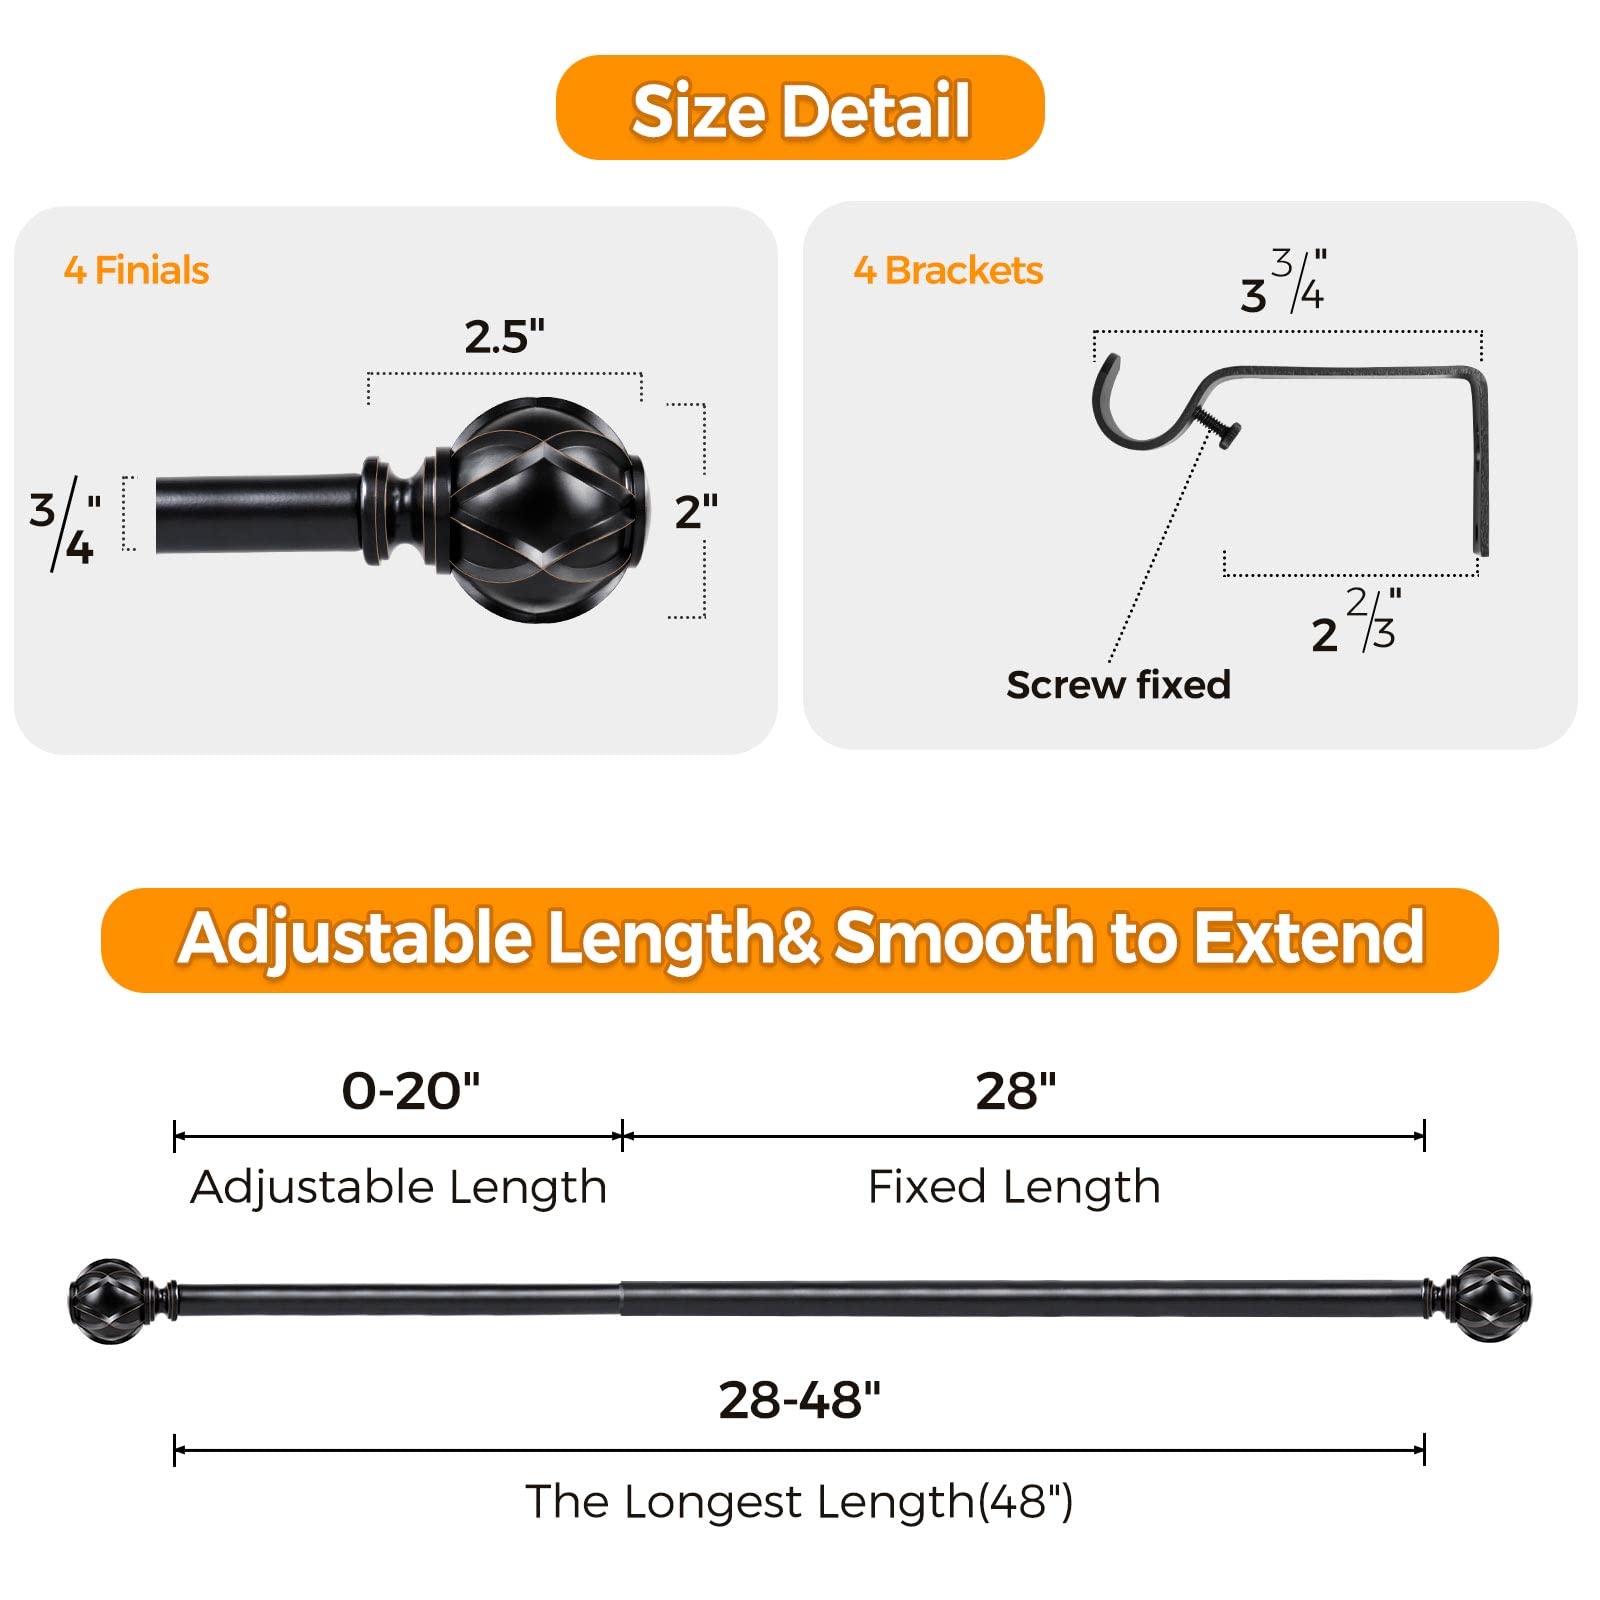 Size Detail
4 Finials
2.5"
3/4"
2"
4 Brackets
3 3/4"
2 2/3"
Screw fixed
Adjustable Length& Smooth to Extend
0-20"
28"
Adjustable Length
Fixed Length
28-48"
The Longest Length(48")